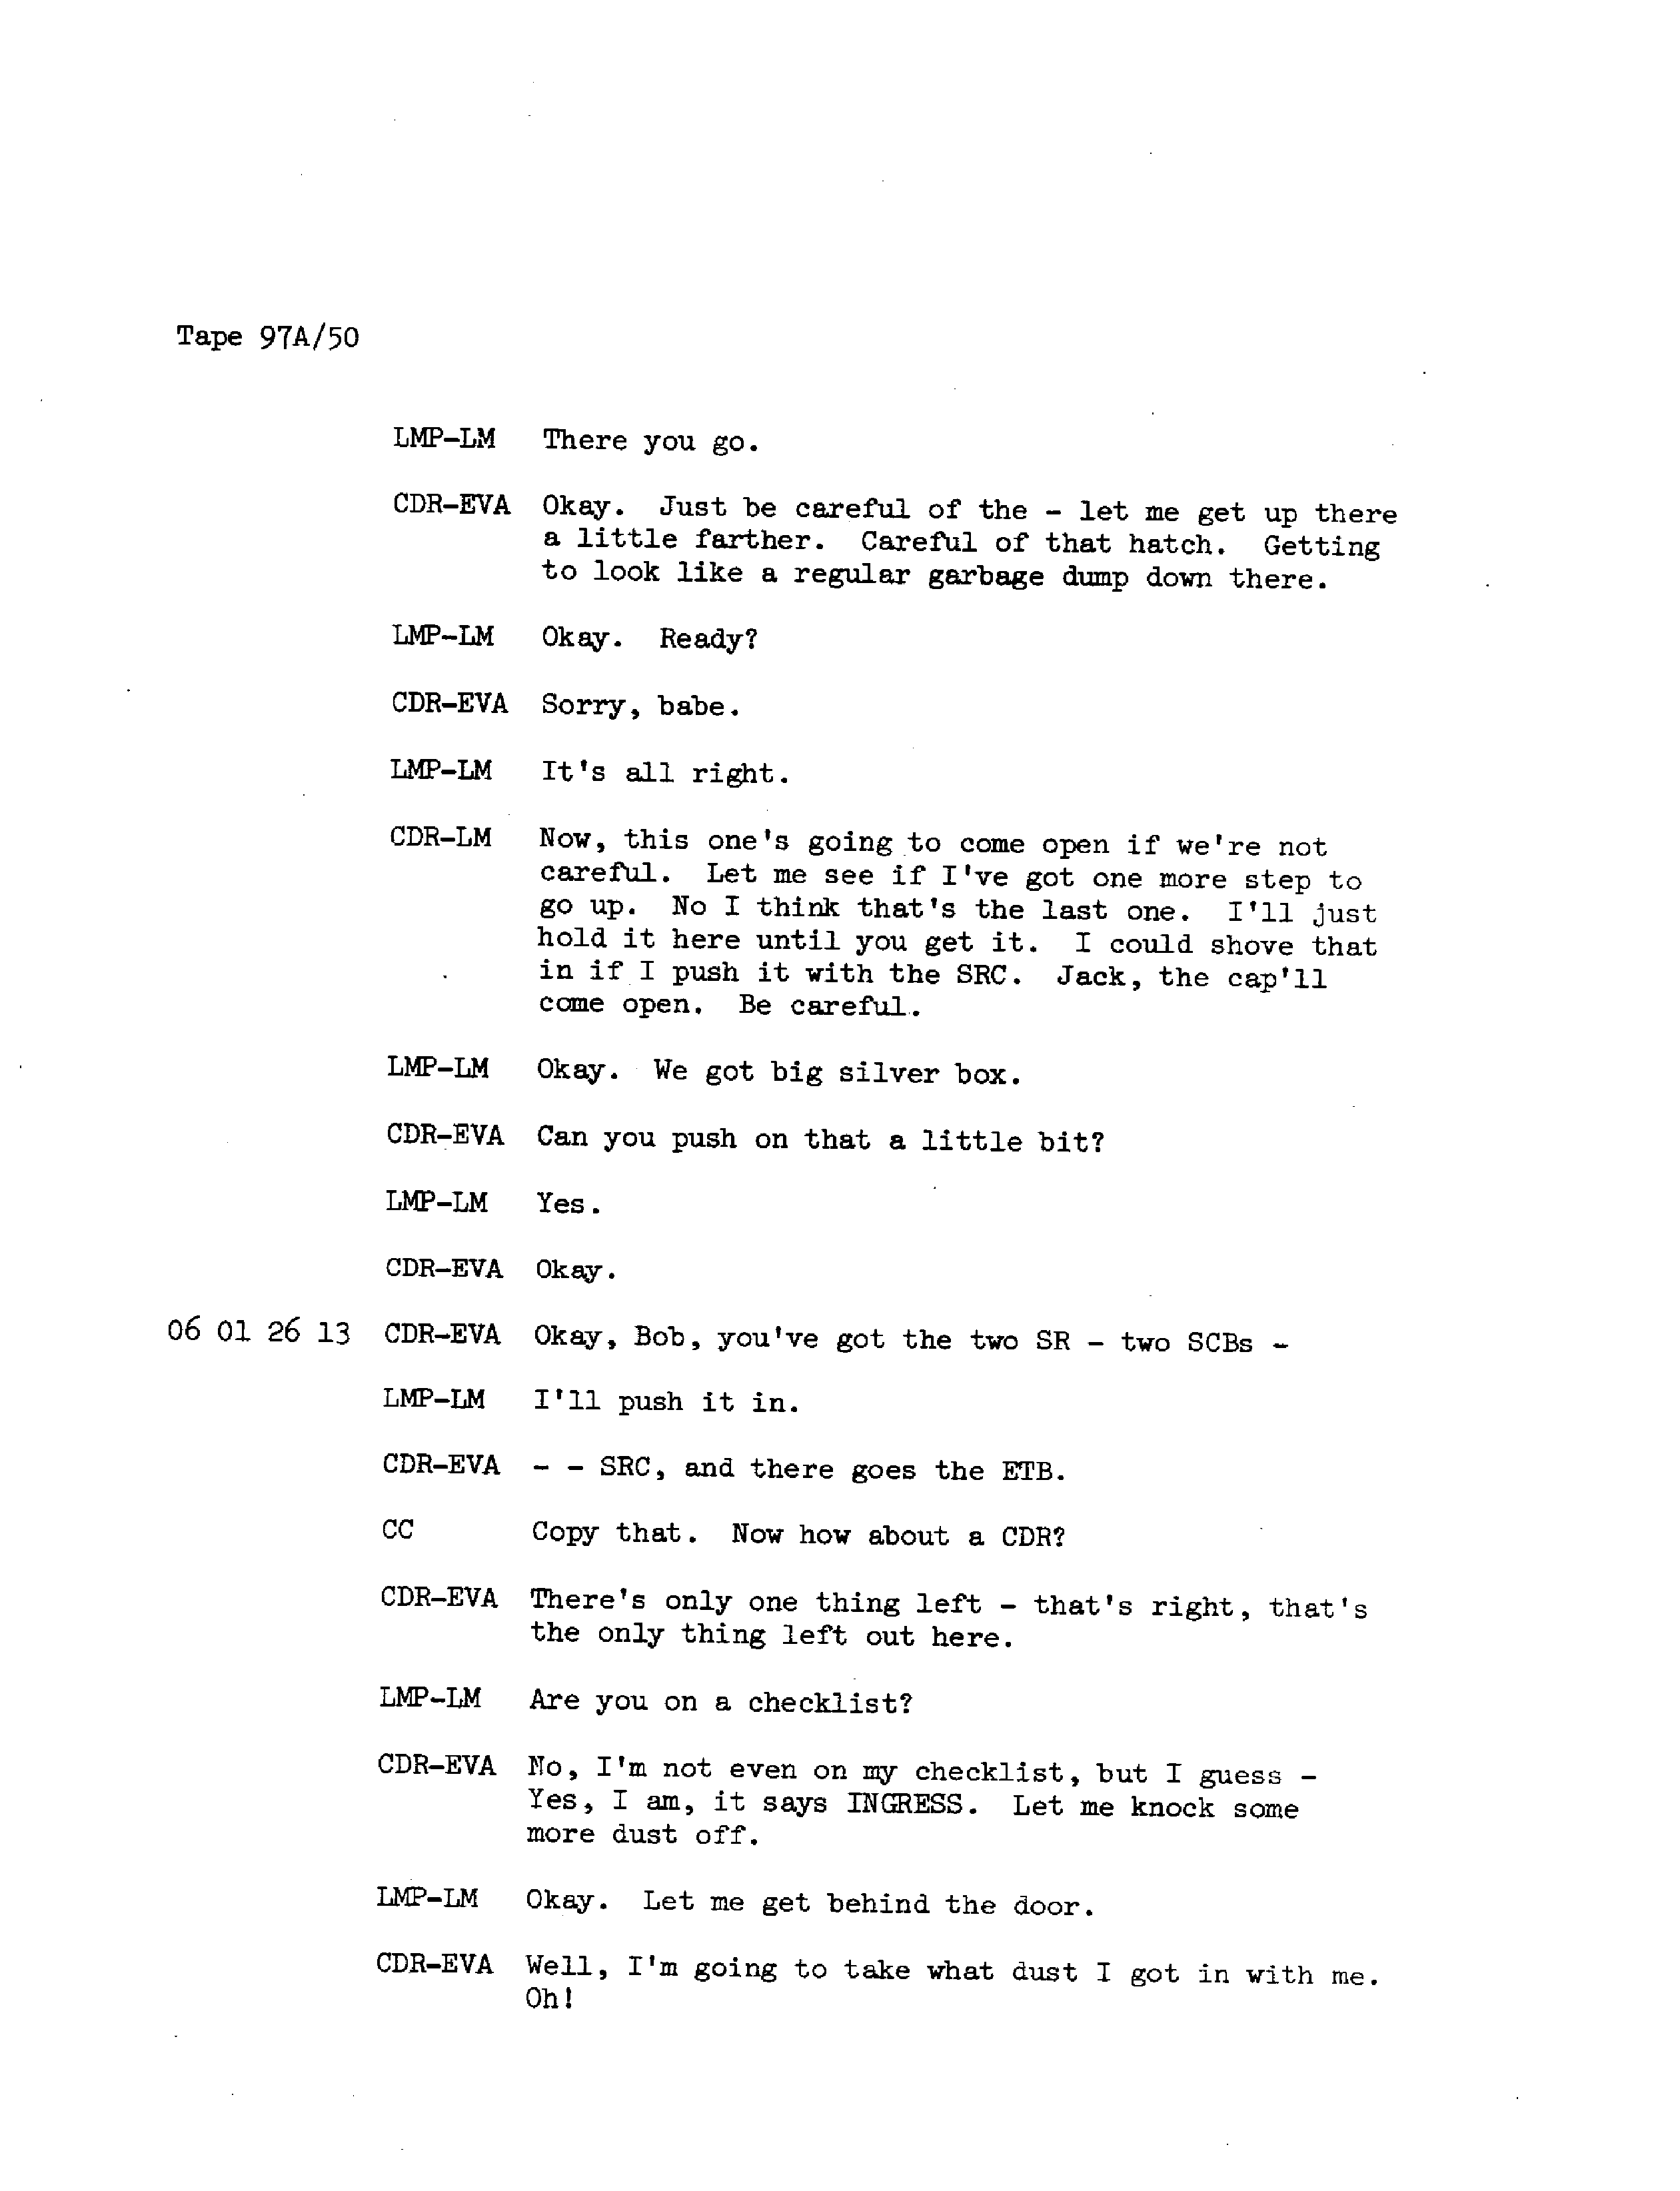 Tape 97A/50
LMP-LM There you go.
CDR-EVA Okay. Just be careful of the - let me get up there
a little farther. Careful of that hatch. Getting
to look like a regular garbage dump down there.
LMP-LM Okay. Ready?
CDR-EVA Sorry, babe.
LMP-LM It's all right.
CDR-LM Now, this one's going to come open if we're not
careful. Let me see if I've got one more step to
go up. No I think that's the last one. I'll just
hold it here until you get it. I could shove that
in if I push it with the SRC. Jack, the cap'll
come open. Be careful.
LMP-LM Okay. We got big silver box.
CDR-EVA Can you push on that a little bit?
LMP-LM Yes.
CDR-EVA Okay.
06 01 26 13 CDR-EVA Okay, Bob, you've got the two SR - two SCBs -
LMP-LM I'll push it in.
CDR-EVA - - SRC, and there goes the ETB.
CC Copy that. Now how about a CDR?
CDR-EVA There's only one thing left - that's right, that's
the only thing left out here.
LMP-LM Are you on a checklist?
CDR-EVA No, I'm not even on my checklist, but I guess -
Yes, I am, it says INGRESS. Let me knock some
more dust off.
LMP-LM Okay. Let me get behind the door.
CDR-EVA Well, I'm going to take what dust I got in with me.
Oh!